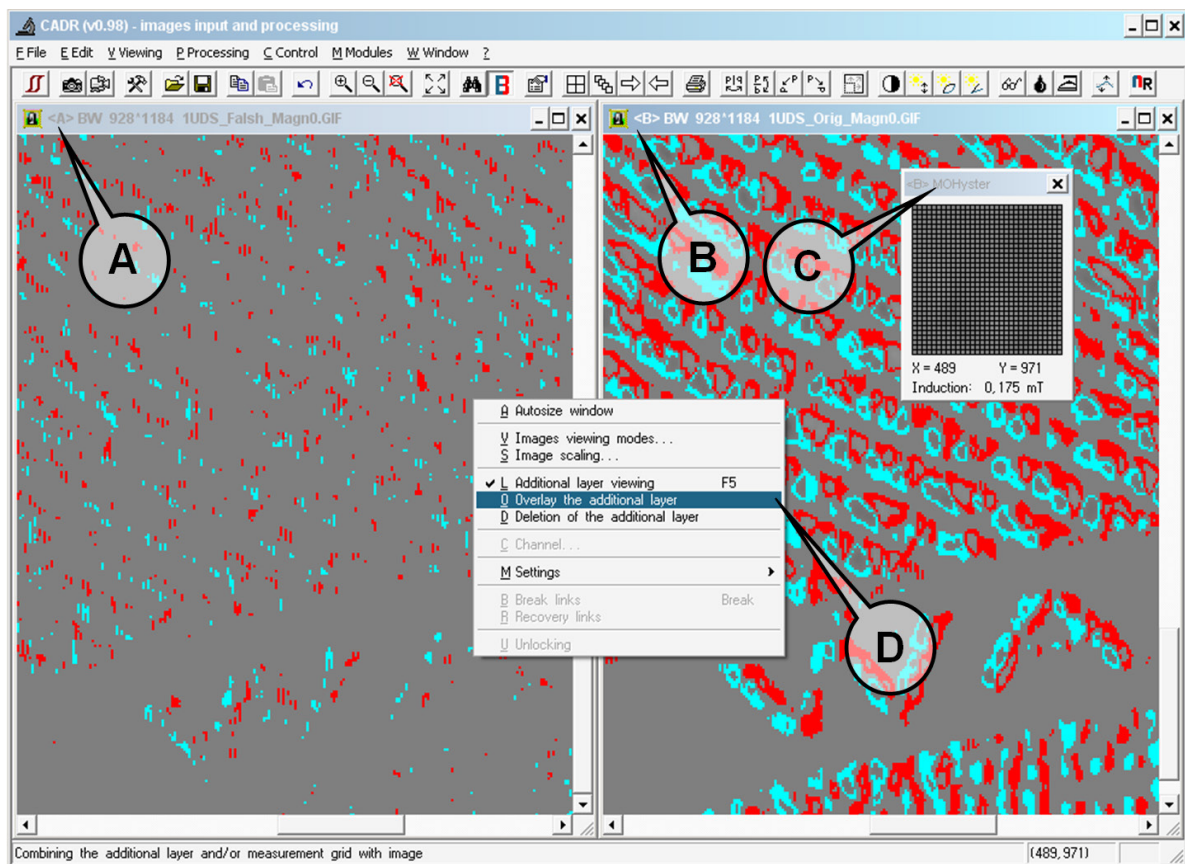 CADR (v0.98) - images input and processing
F File E Edit V Viewing P Processing C Control M Modules W Window ?
B
R
<A> BW 928*1184 1UDS_Falsh_Magn0.GIF
<B> BW 928*1184 1UDS_Orig_Magn0.GIF
<B> MOHyster
A
B
C
X = 489 Y = 971
Induction: 0,175 mT
A Autosize window
V Images viewing modes...
S Image scaling...
L Additional layer viewing F5
O Overlay the additional layer
D Deletion of the additional layer
C Channel...
M Settings
B Break links Break
R Recovery links
U Unlocking
D
Combining the additional layer and/or measurement grid with image (489,971)